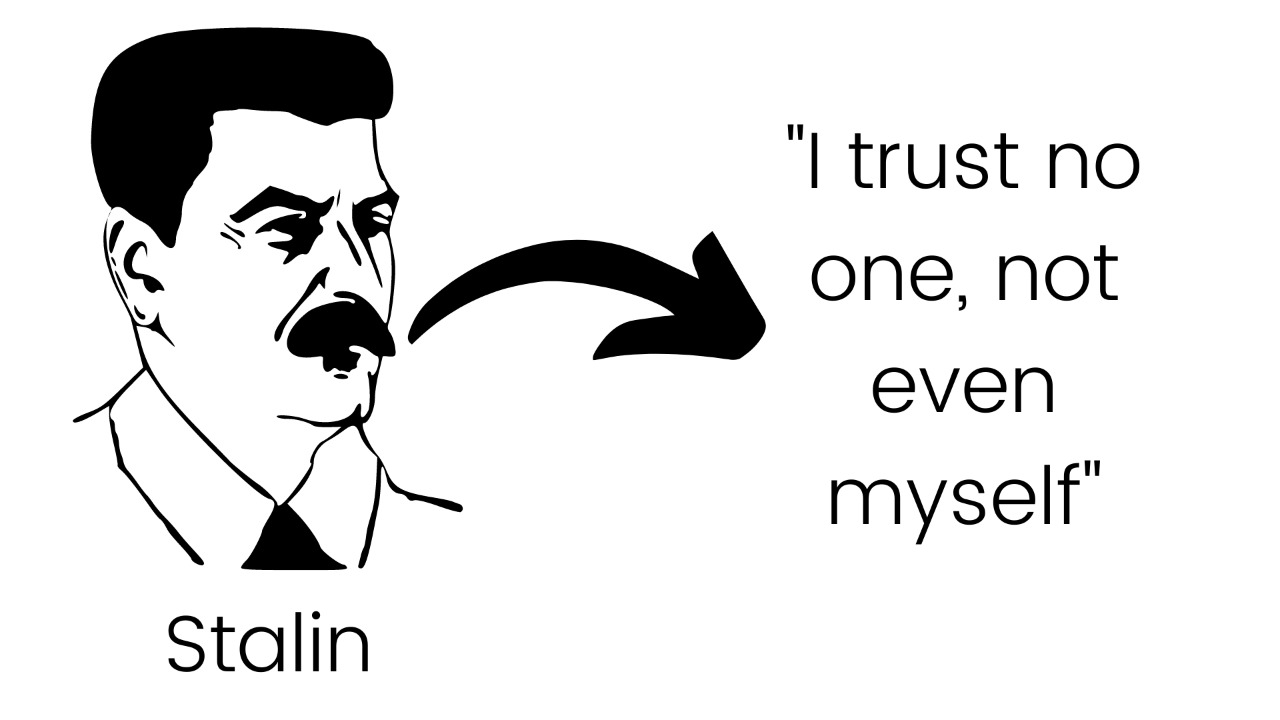 "I trust no
one, not
even
myself"
Stalin